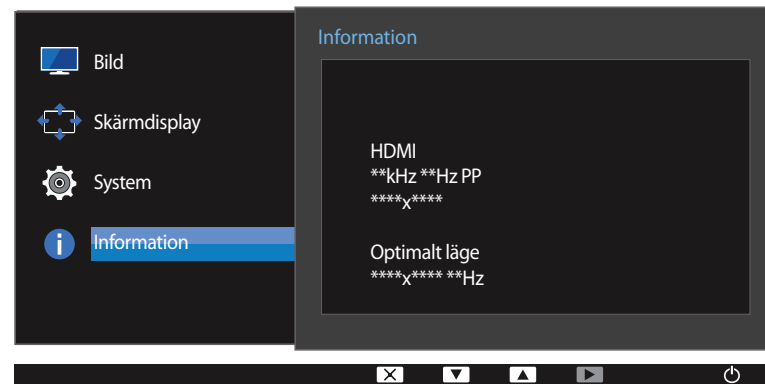 Bild
Skärmdisplay
System
Information
Information
HDMI
**kHz **Hz PP
****x****
Optimalt läge
****x**** **Hz